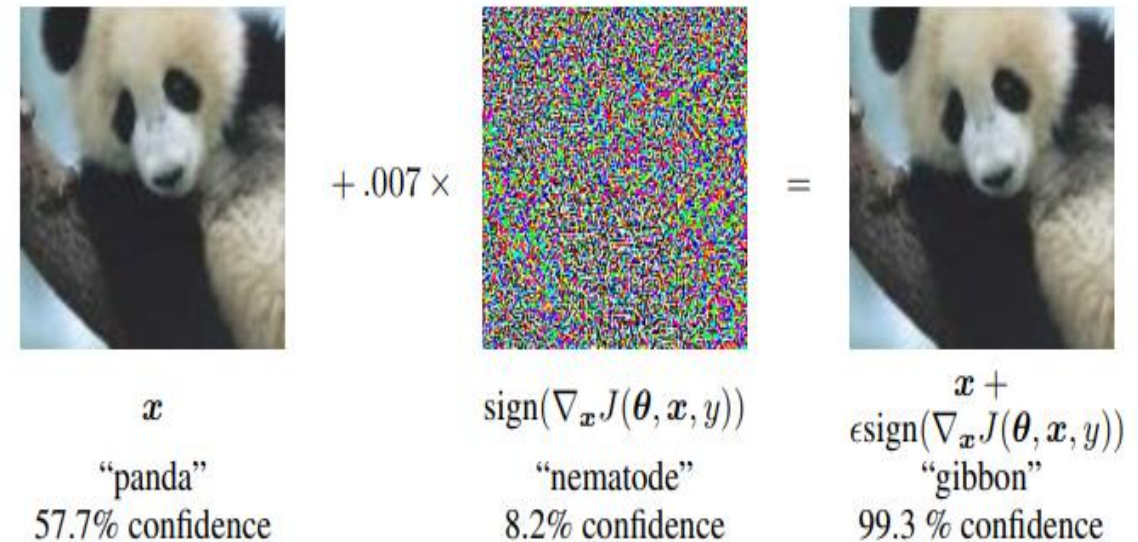 + .007 ×
=
x
sign(∇ₓJ(θ, x, y))
x +
ϵsign(∇ₓJ(θ, x, y))
“panda”
“nematode”
“gibbon”
57.7% confidence
8.2% confidence
99.3 % confidence